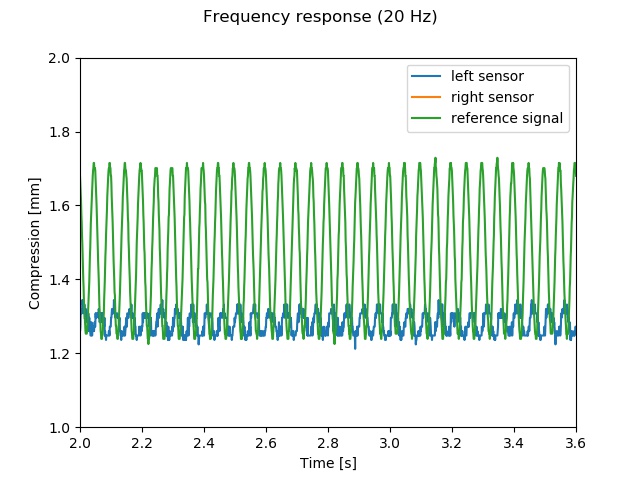 Frequency response (20 Hz)
2.0
left sensor
right sensor
reference signal
1.8
1.6
1.4
1.2
1.0
Compression [mm]
2.0 2.2 2.4 2.6 2.8 3.0 3.2 3.4 3.6
Time [s]